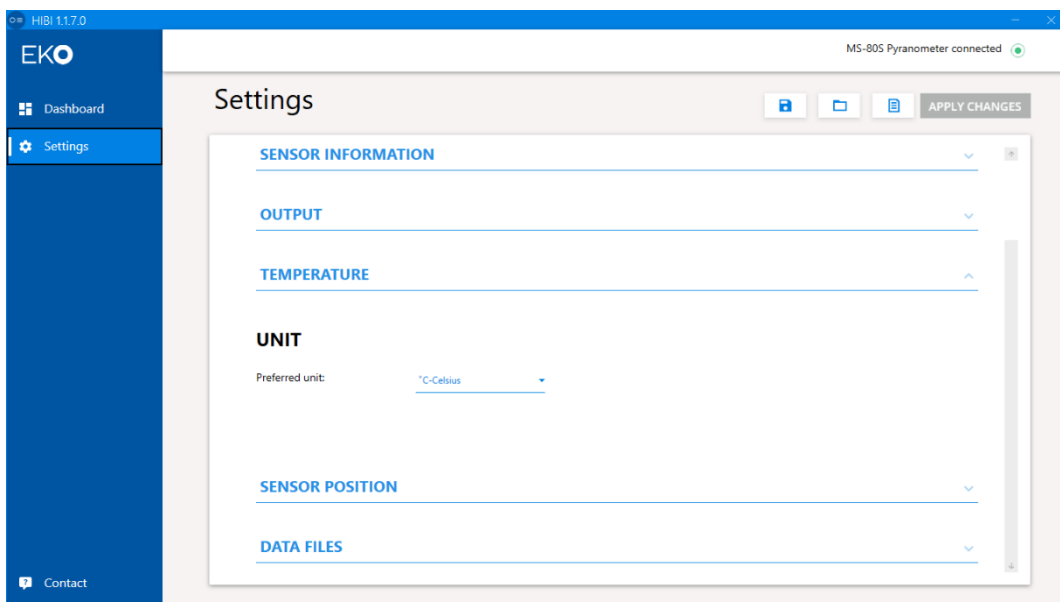 HIBI 1.1.7.0
EKO
MS-80S Pyranometer connected
Dashboard
Settings
Settings
APPLY CHANGES
SENSOR INFORMATION
OUTPUT
TEMPERATURE
UNIT
Preferred unit: °C-Celsius
SENSOR POSITION
DATA FILES
Contact